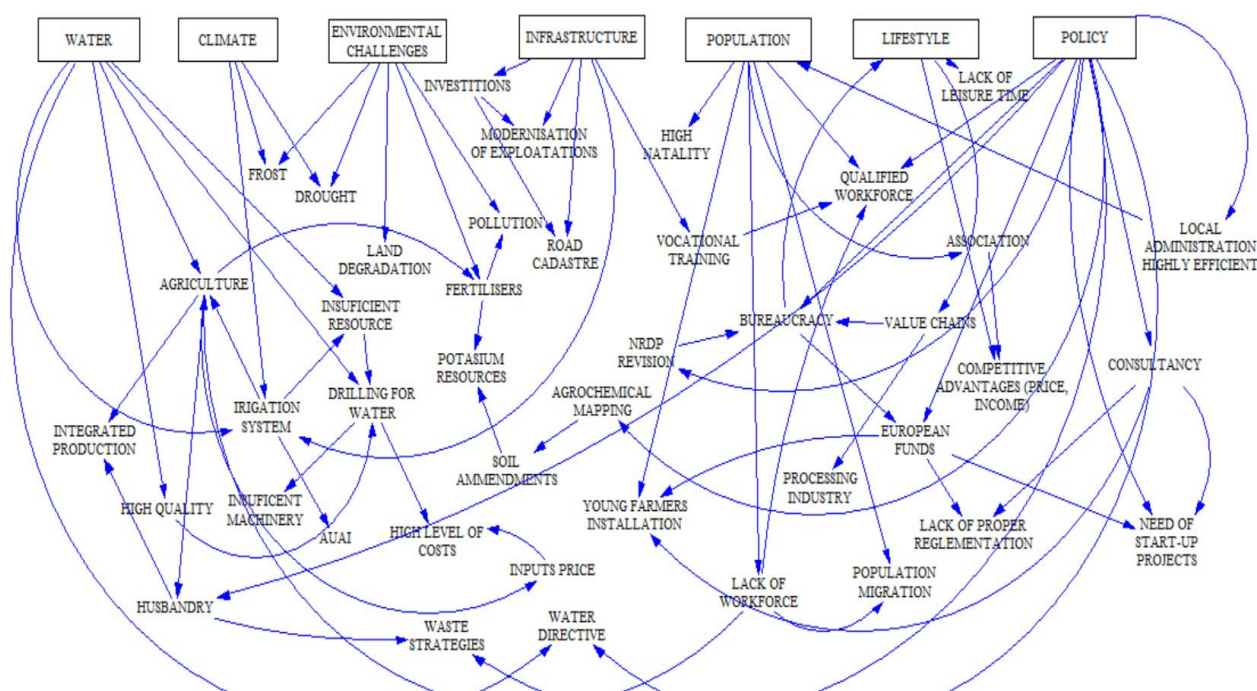 WATER
CLIMATE
ENVIRONMENTAL
CHALLENGES
INFRASTRUCTURE
POPULATION
LIFESTYLE
POLICY
INVESTITIONS
LACK OF
LEISURE TIME
MODERNISATION
OF EXPLOATATIONS
HIGH
NATALITY
FROST
DROUGHT
QUALIFIED
WORKFORCE
POLLUTION
LAND
DEGRADATION
ROAD
CADASTRE
VOCATIONAL
TRAINING
ASSOCIATION
LOCAL
ADMINISTRATION
HIGHLY EFFICIENT
AGRICULTURE
FERTILISERS
INSUFICIENT
RESOURCE
BUREAUCRACY
VALUE CHAINS
NRDP
REVISION
POTASIUM
RESOURCES
COMPETITIVE
ADVANTAGES (PRICE,
INCOME)
CONSULTANCY
IRIGATION
SYSTEM
DRILLING FOR
WATER
AGROCHEMICAL
MAPPING
INTEGRATED
PRODUCTION
EUROPEAN
FUNDS
SOIL
AMMENDMENTS
PROCESSING
INDUSTRY
HIGH QUALITY
INSUFICENT
MACHINERY
YOUNG FARMERS
INSTALLATION
AUAI
HIGH LEVEL OF
COSTS
LACK OF PROPER
REGLEMENTATION
NEED OF
START-UP
PROJECTS
INPUTS PRICE
POPULATION
MIGRATION
HUSBANDRY
LACK OF
WORKFORCE
WASTE
STRATEGIES
WATER
DIRECTIVE